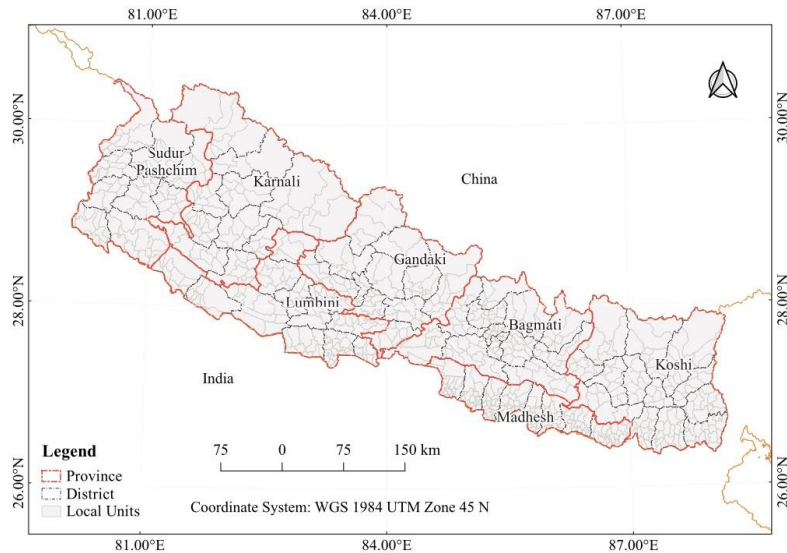 81.00°E 84.00°E 87.00°E
30.00°N 30.00°N
China
Sudur
Pashchim
Karnali
Gandaki
28.00°N 28.00°N
Lumbini
Bagmati
Koshi
India
Madhesh
Legend
Province
District
Local Units
75 0 75 150 km
26.00°N 26.00°N
Coordinate System: WGS 1984 UTM Zone 45 N
81.00°E 84.00°E 87.00°E